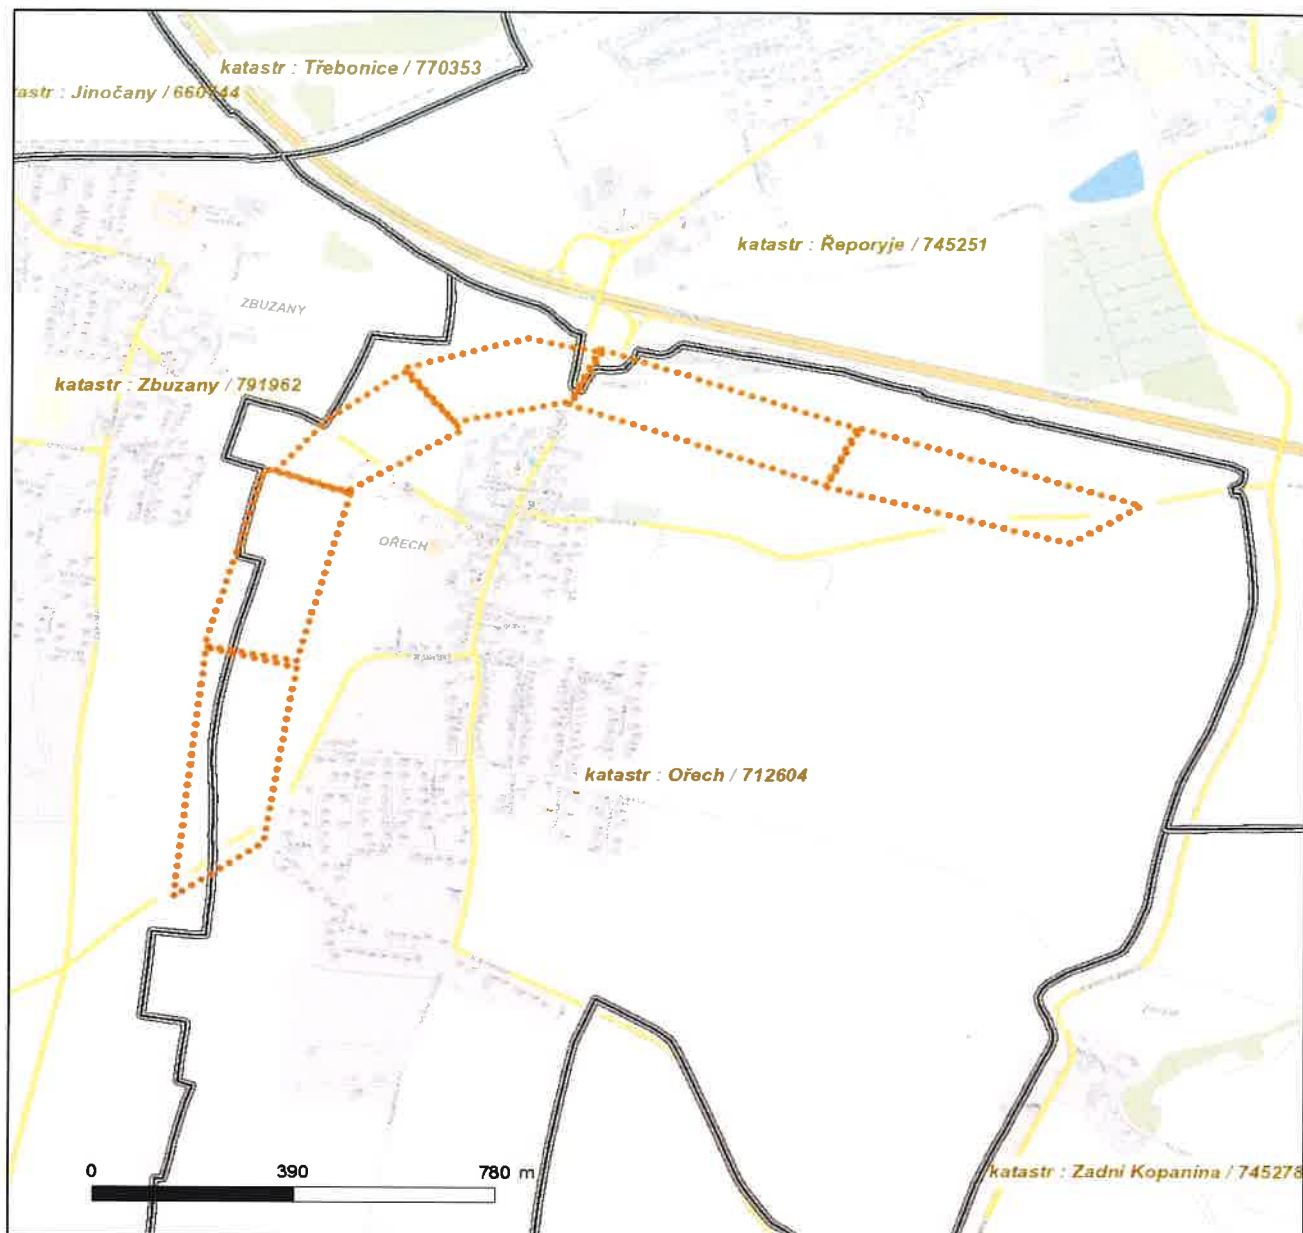 katastr : Třebonice / 770353
astr : Jinočany / 660744
katastr : Řeporyje / 745251
ZBUZANY
katastr : Zbuzany / 791962
OŘECH
katastr : Ořech / 712604
0 390 780 m
katastr : Zadní Kopanina / 745278